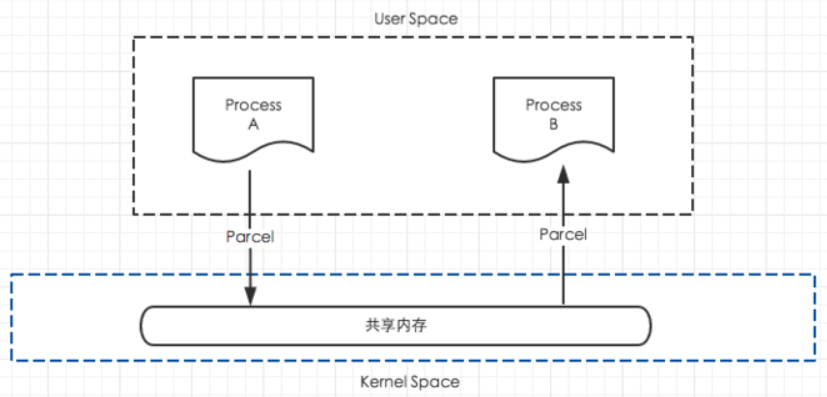 User Space
Process
A
Process
B
Parcel
Parcel
共享内存
Kernel Space